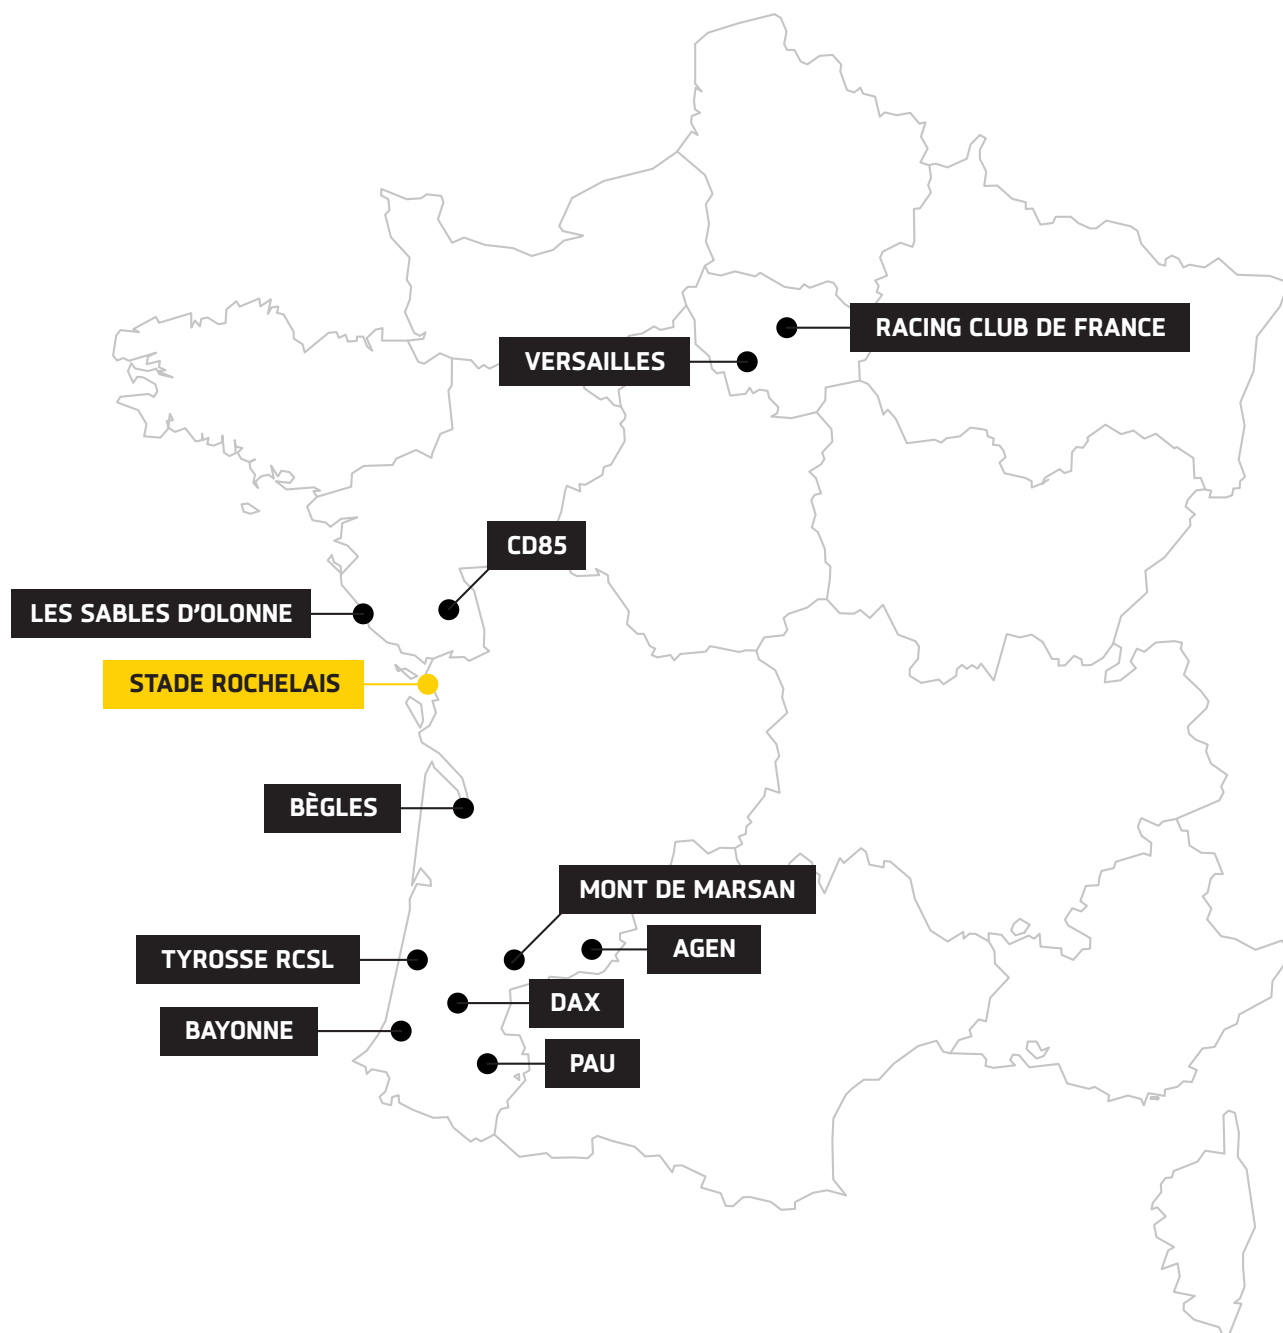 RACING CLUB DE FRANCE
VERSAILLES
CD85
LES SABLES D’OLONNE
STADE ROCHELAIS
BÈGLES
MONT DE MARSAN
AGEN
TYROSSE RCSL
DAX
BAYONNE
PAU